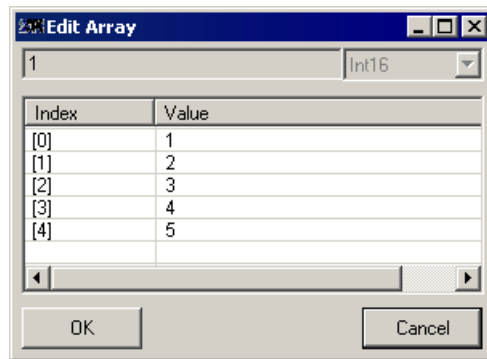 Edit Array
1 Int16
Index Value
[0] 1
[1] 2
[2] 3
[3] 4
[4] 5
OK Cancel